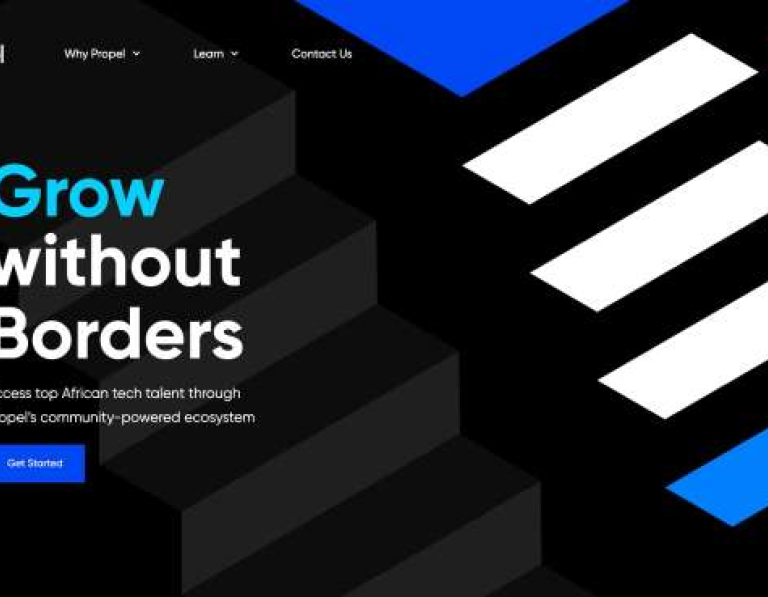 Why Propel
Learn
Contact Us
Grow
without
Borders
ccess top African tech talent through
opel's community-powered ecosystem
Get Started